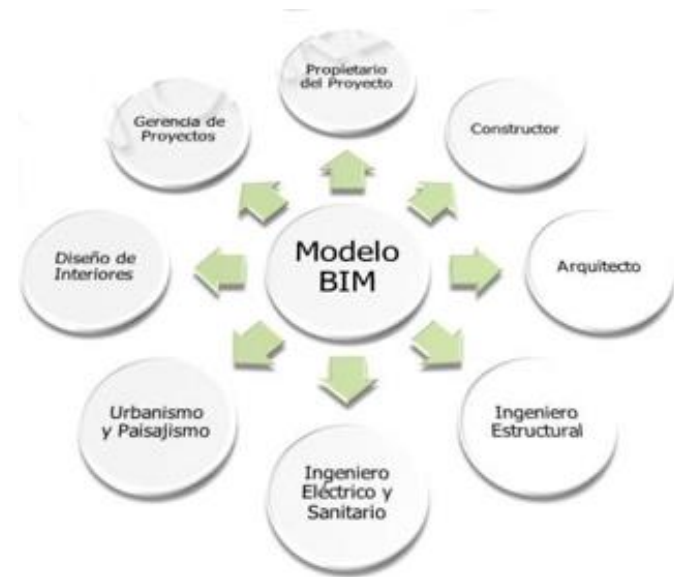 Propietario
del Proyecto
Constructor
Arquitecto
Ingeniero
Estructural
Ingeniero
Eléctrico y
Sanitario
Urbanismo
y Paisajismo
Diseño de
Interiores
Gerencia de
Proyectos
Modelo
BIM